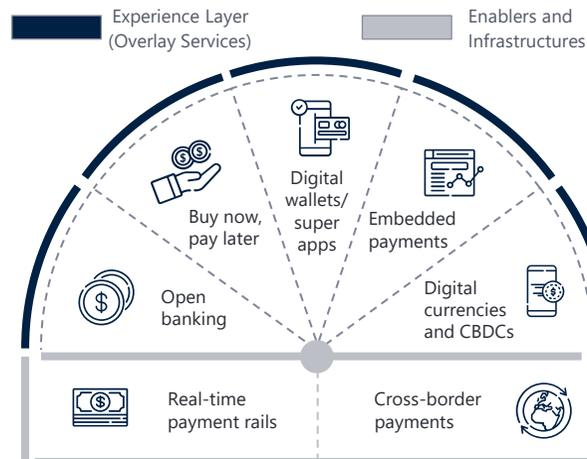 Experience Layer
(Overlay Services)
Enablers and
Infrastructures
Digital
wallets/
super
apps
Buy now,
pay later
Embedded
payments
Open
banking
Digital
currencies
and CBDCs
Real-time
payment rails
Cross-border
payments